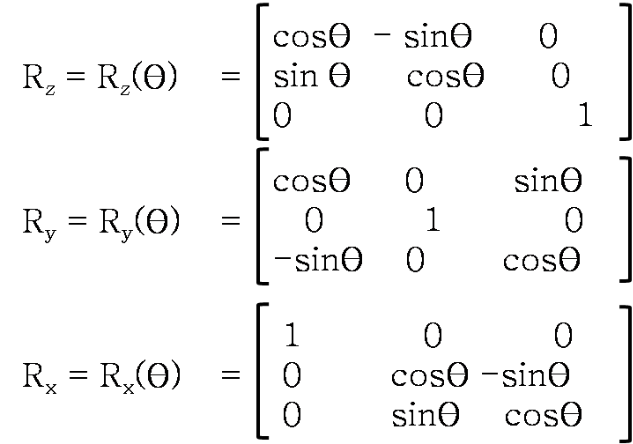 cosθ - sinθ 0
R_z = R_z(θ) = sin θ cosθ 0
0 0 1
cosθ 0 sinθ
R_y = R_y(θ) = 0 1 0
-sinθ 0 cosθ
1 0 0
R_x = R_x(θ) = 0 cosθ -sinθ
0 sinθ cosθ